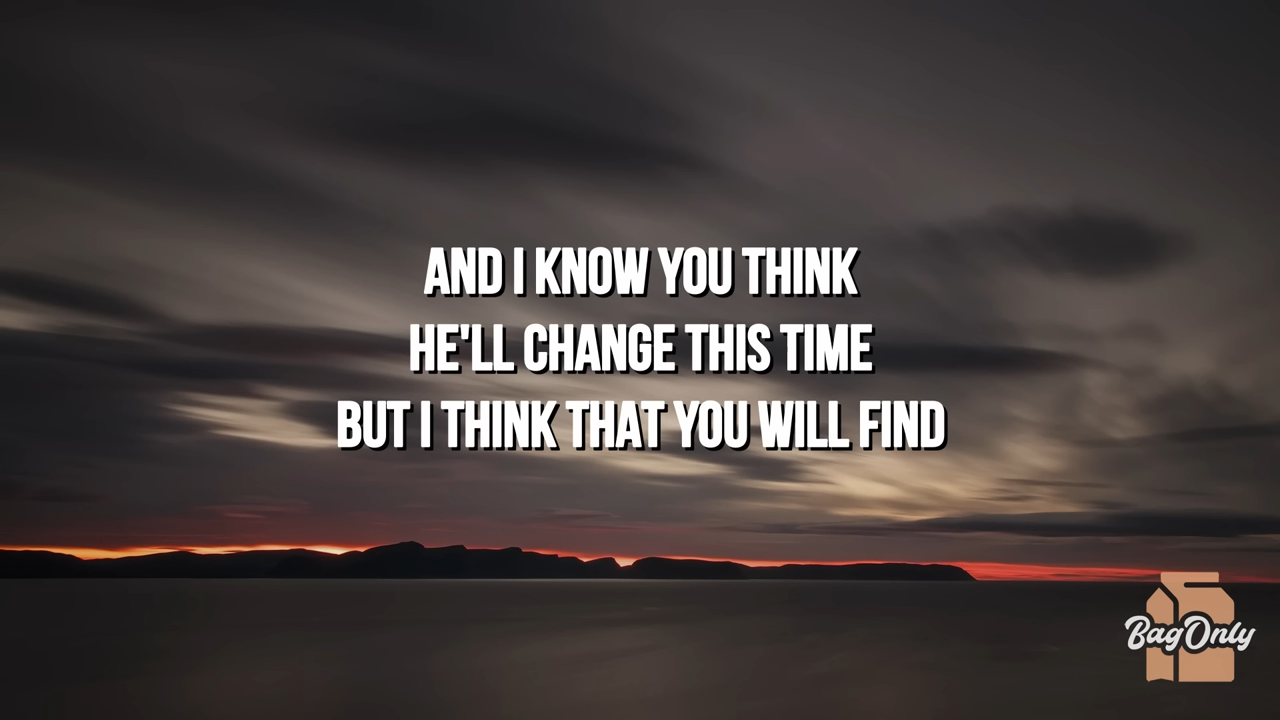 AND I KNOW YOU THINK
HE'LL CHANGE THIS TIME
BUT I THINK THAT YOU WILL FIND
BagOnly